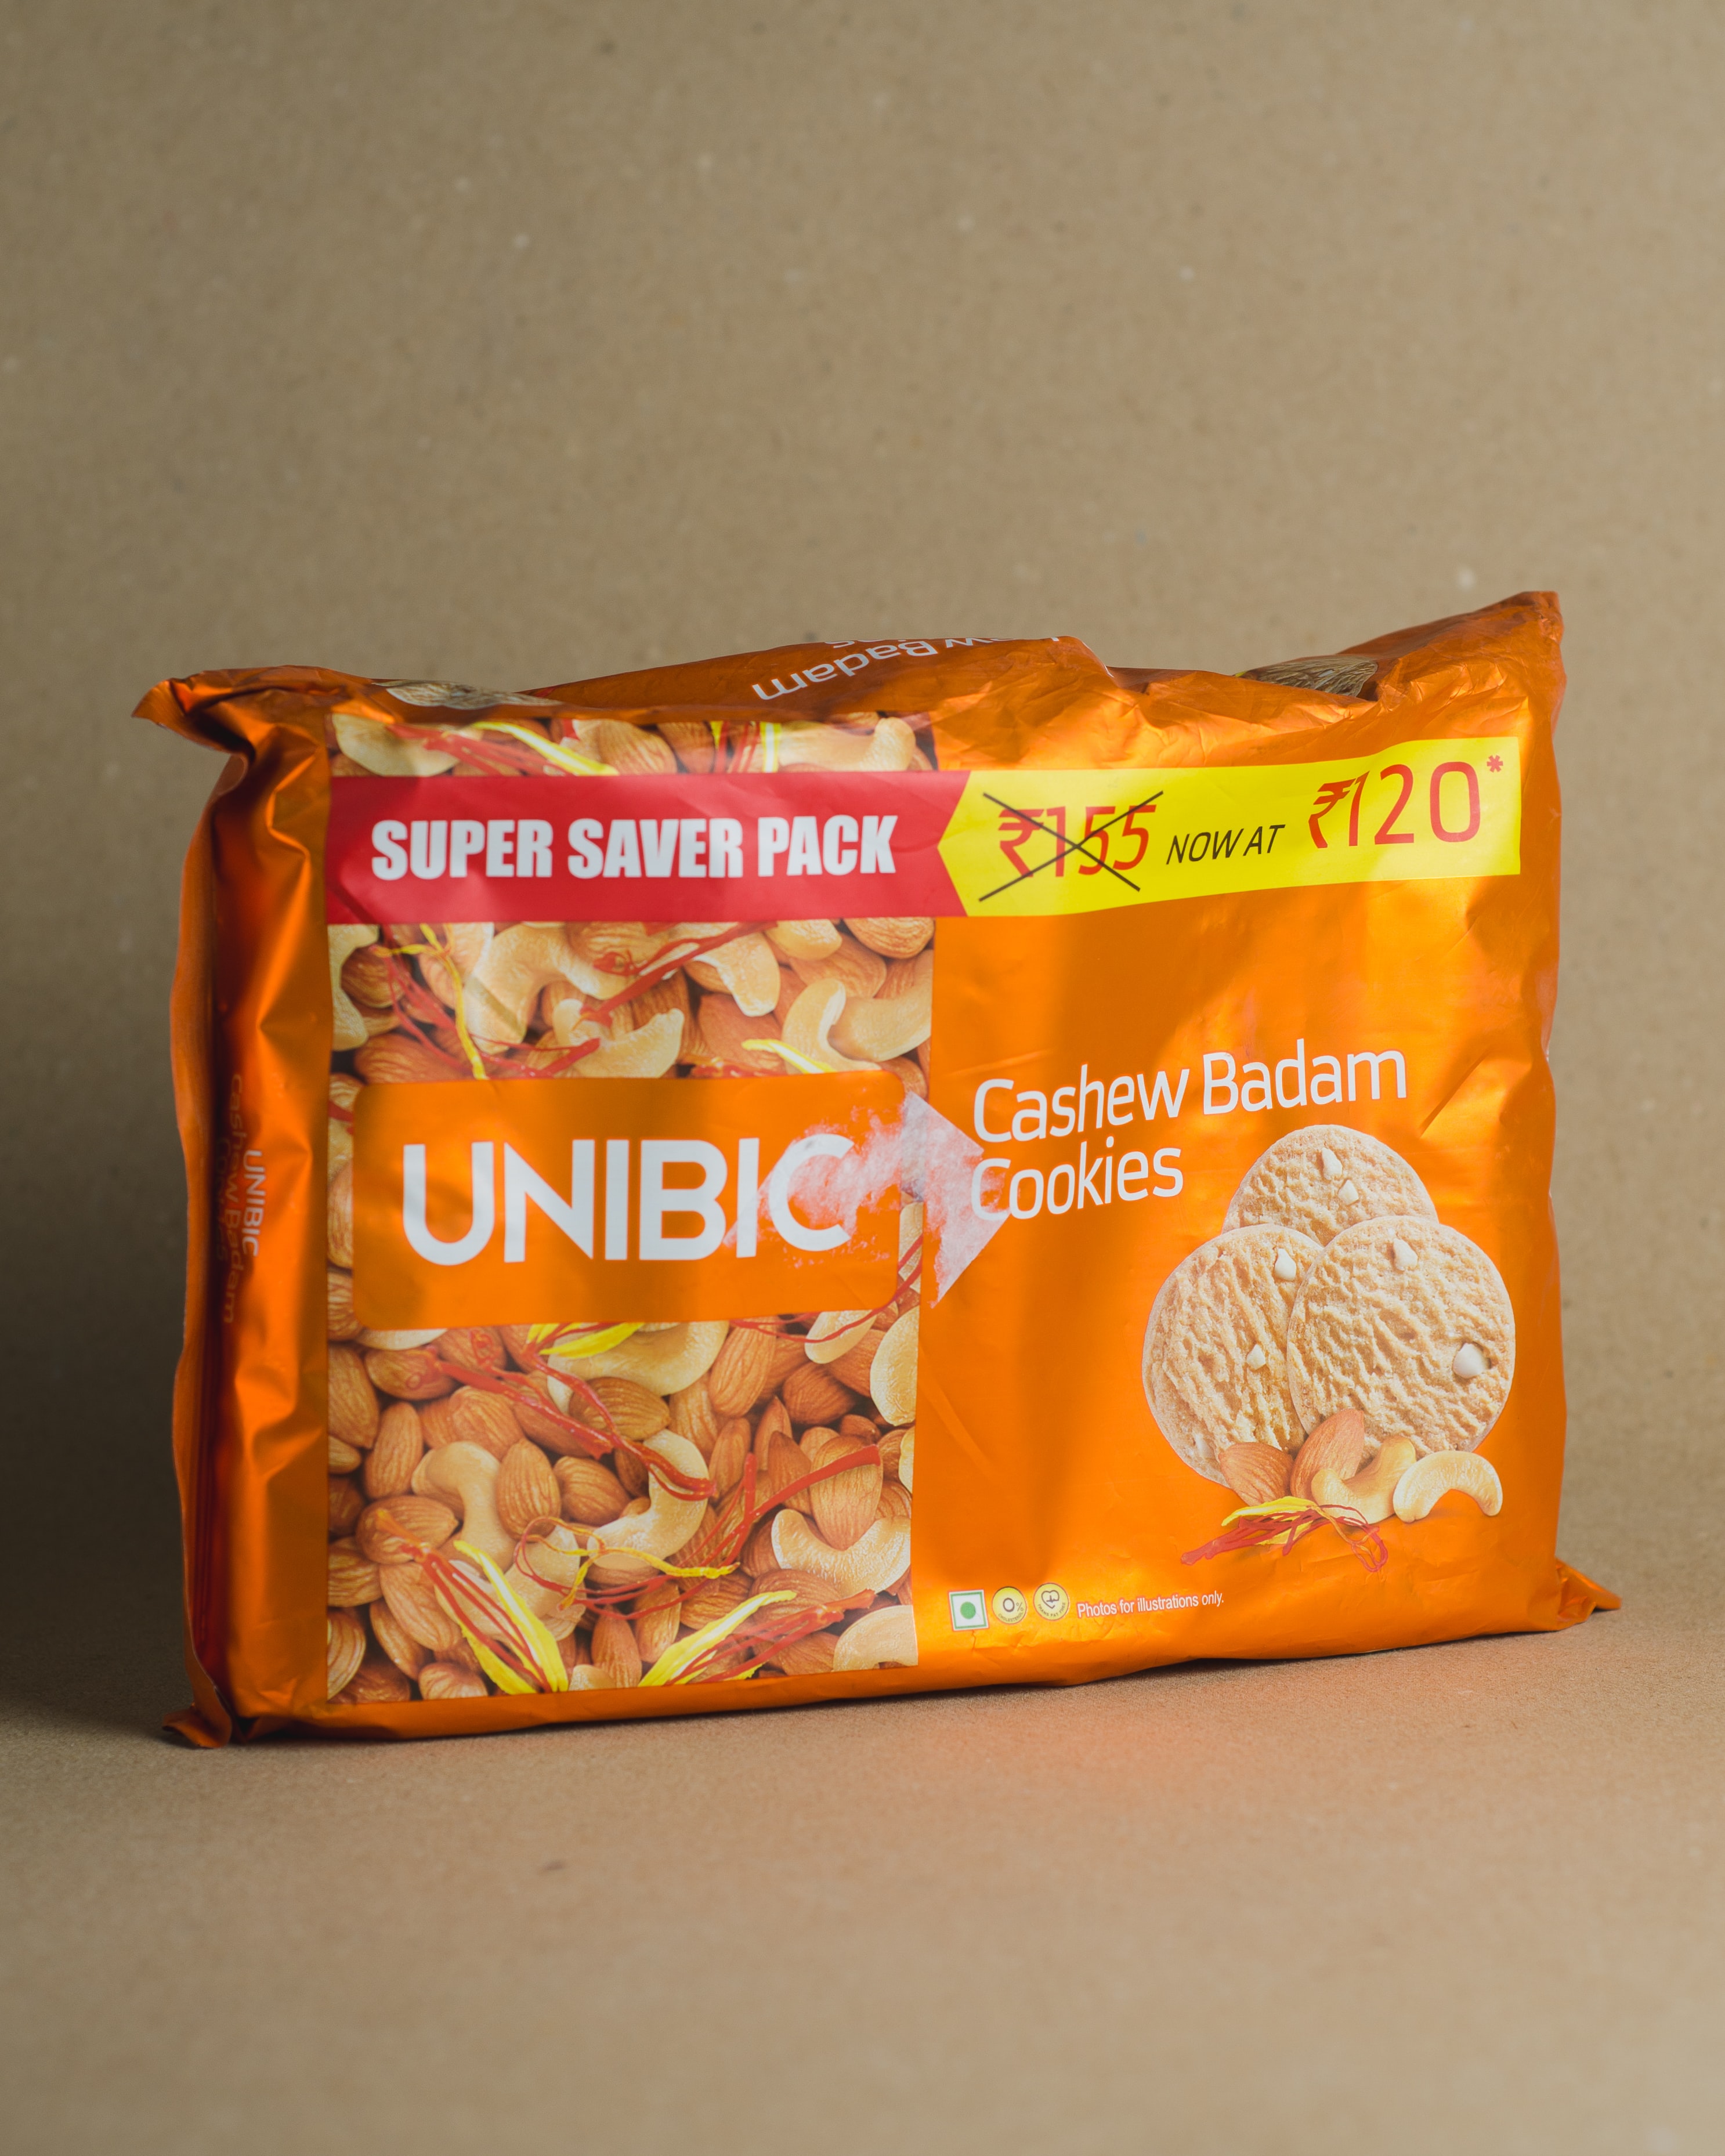 w Badam
SUPER SAVER PACK
₹155 NOW AT ₹120*
UNIBIC
Cashew Badam
Cookies
UNIBIC
Cashew Badam
0%
Photos for illustrations only.